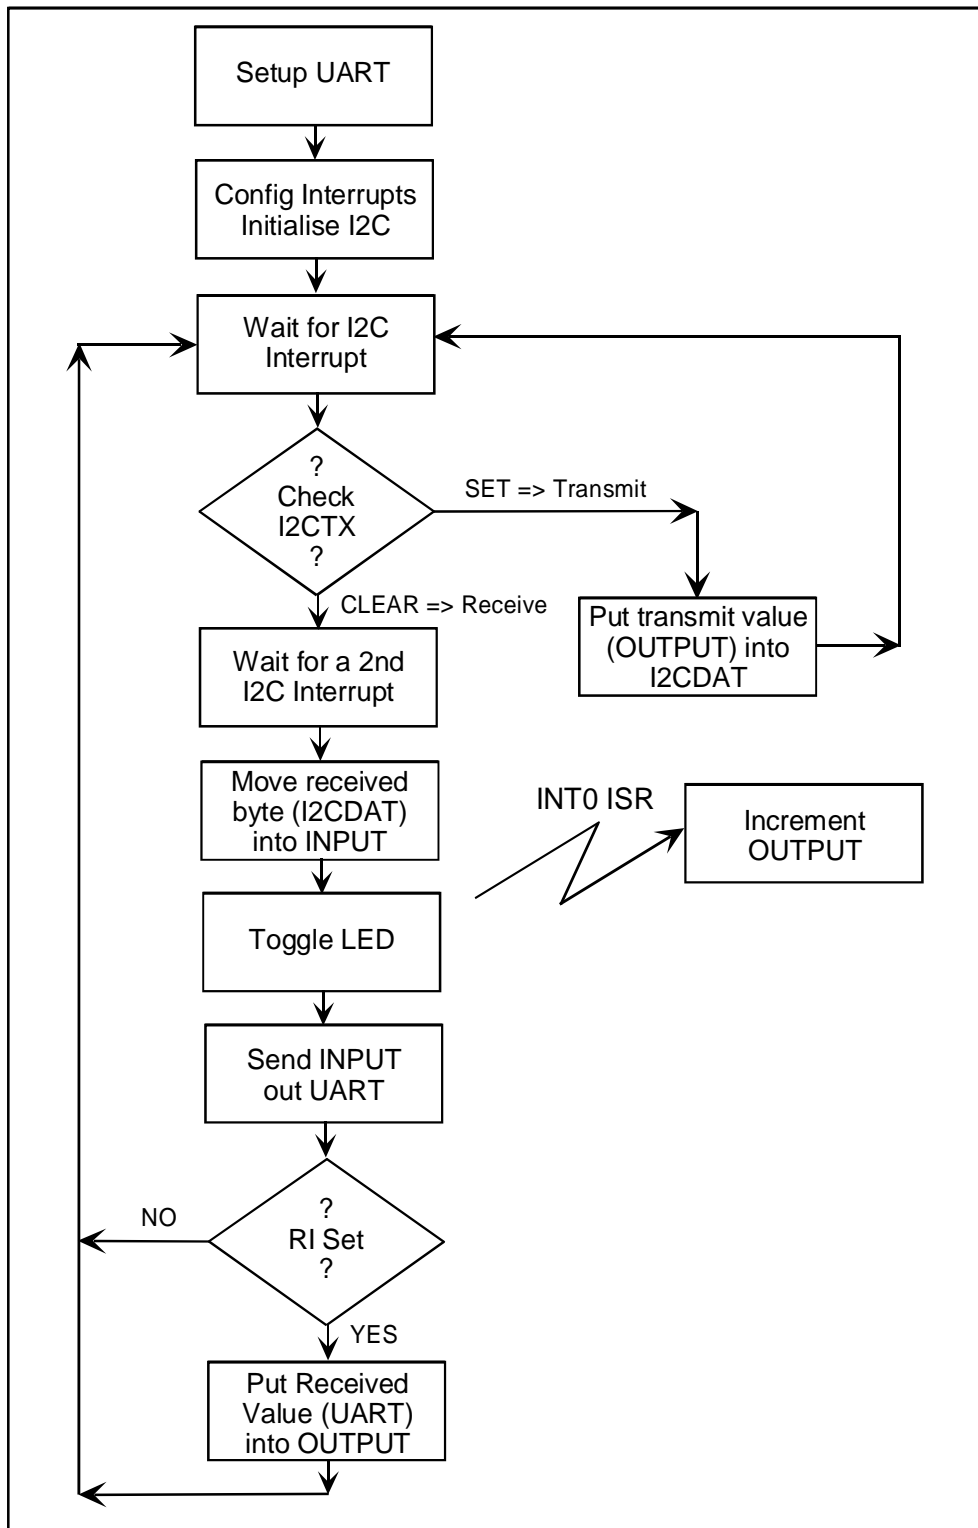 Setup UART
Config Interrupts
Initialise I2C
Wait for I2C
Interrupt
?
Check
I2CTX
?
SET => Transmit
CLEAR => Receive
Put transmit value
(OUTPUT) into
I2CDAT
Wait for a 2nd
I2C Interrupt
Move received
byte (I2CDAT)
into INPUT
INT0 ISR
Increment
OUTPUT
Toggle LED
Send INPUT
out UART
?
RI Set
?
NO
YES
Put Received
Value (UART)
into OUTPUT